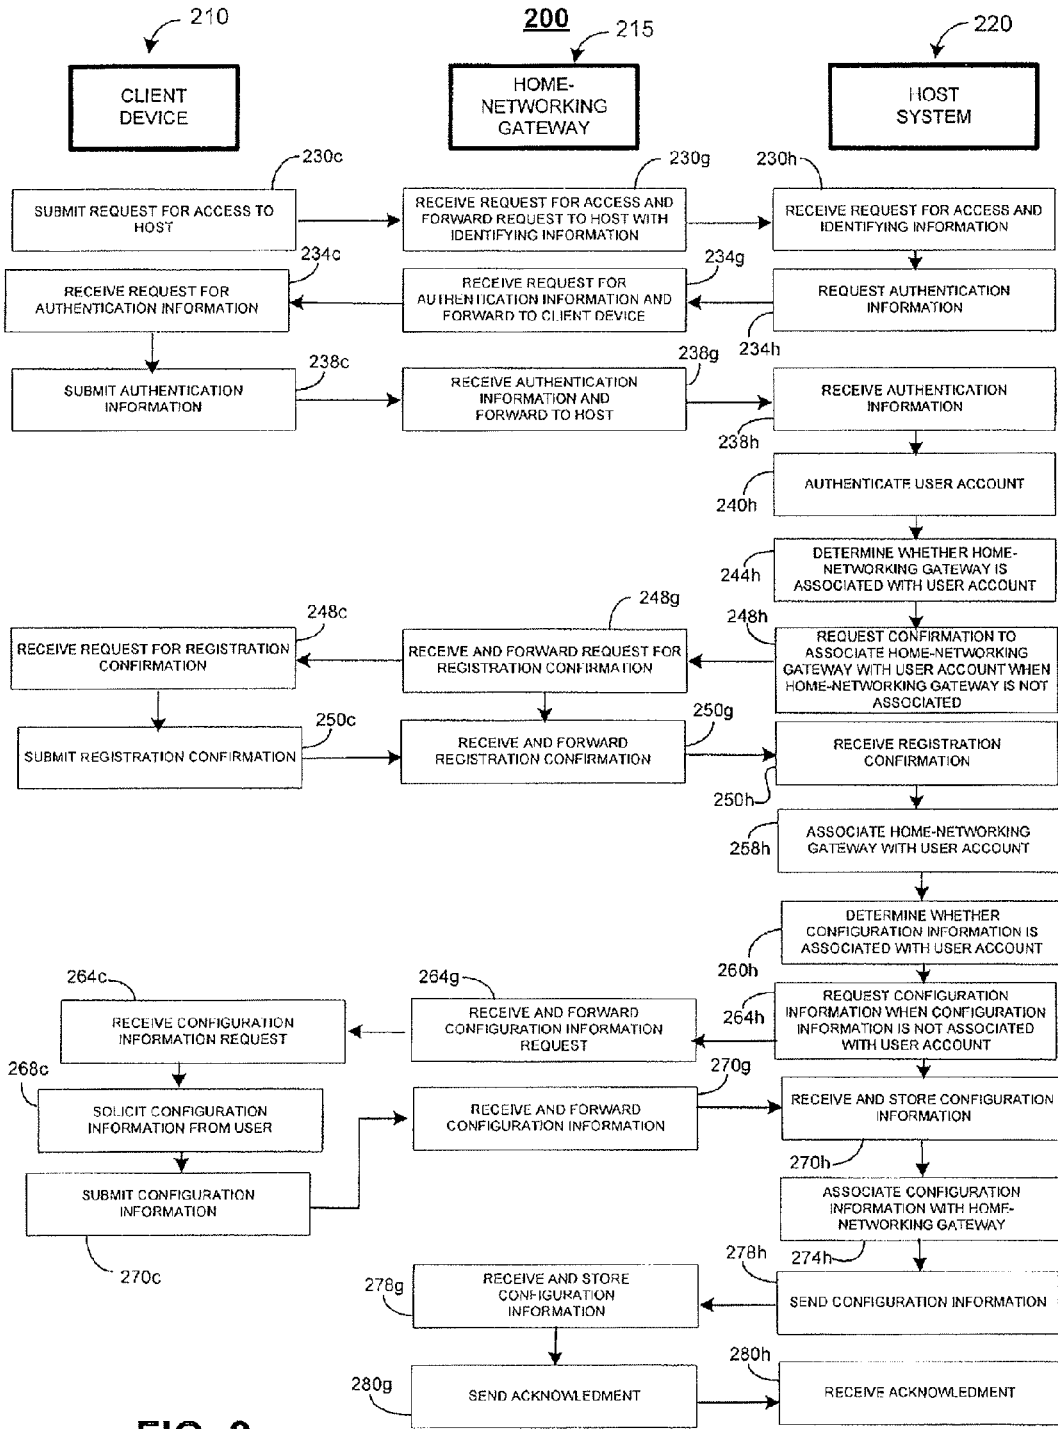 200
210
215
220
CLIENT
DEVICE
HOME-
NETWORKING
GATEWAY
HOST
SYSTEM
230c
230g
230h
SUBMIT REQUEST FOR ACCESS TO
HOST
RECEIVE REQUEST FOR ACCESS AND
FORWARD REQUEST TO HOST WITH
IDENTIFYING INFORMATION
RECEIVE REQUEST FOR ACCESS AND
IDENTIFYING INFORMATION
234c
234g
RECEIVE REQUEST FOR
AUTHENTICATION INFORMATION
RECEIVE REQUEST FOR
AUTHENTICATION INFORMATION AND
FORWARD TO CLIENT DEVICE
REQUEST AUTHENTICATION
INFORMATION
234h
238c
238g
SUBMIT AUTHENTICATION
INFORMATION
RECEIVE AUTHENTICATION
INFORMATION AND
FORWARD TO HOST
RECEIVE AUTHENTICATION
INFORMATION
238h
AUTHENTICATE USER ACCOUNT
240h
DETERMINE WHETHER HOME-
NETWORKING GATEWAY IS
ASSOCIATED WITH USER ACCOUNT
244h
248c
248g
248h
RECEIVE REQUEST FOR REGISTRATION
CONFIRMATION
RECEIVE AND FORWARD REQUEST FOR
REGISTRATION CONFIRMATION
REQUEST CONFIRMATION TO
ASSOCIATE HOME-NETWORKING
GATEWAY WITH USER ACCOUNT WHEN
HOME-NETWORKING GATEWAY IS NOT
ASSOCIATED
250c
250g
SUBMIT REGISTRATION CONFIRMATION
RECEIVE AND FORWARD
REGISTRATION CONFIRMATION
RECEIVE REGISTRATION
CONFIRMATION
250h
ASSOCIATE HOME-NETWORKING
GATEWAY WITH USER ACCOUNT
258h
DETERMINE WHETHER
CONFIGURATION INFORMATION IS
ASSOCIATED WITH USER ACCOUNT
260h
264c
264g
264h
RECEIVE CONFIGURATION
INFORMATION REQUEST
RECEIVE AND FORWARD
CONFIGURATION INFORMATION
REQUEST
REQUEST CONFIGURATION
INFORMATION WHEN CONFIGURATION
INFORMATION IS NOT ASSOCIATED
WITH USER ACCOUNT
268c
270g
SOLICIT CONFIGURATION
INFORMATION FROM USER
RECEIVE AND FORWARD
CONFIGURATION INFORMATION
RECEIVE AND STORE CONFIGURATION
INFORMATION
270h
SUBMIT CONFIGURATION
INFORMATION
270c
ASSOCIATE CONFIGURATION
INFORMATION WITH HOME-
NETWORKING GATEWAY
274h
278h
278g
RECEIVE AND STORE
CONFIGURATION
INFORMATION
SEND CONFIGURATION INFORMATION
280g
280h
SEND ACKNOWLEDMENT
RECEIVE ACKNOWLEDMENT
FIG.